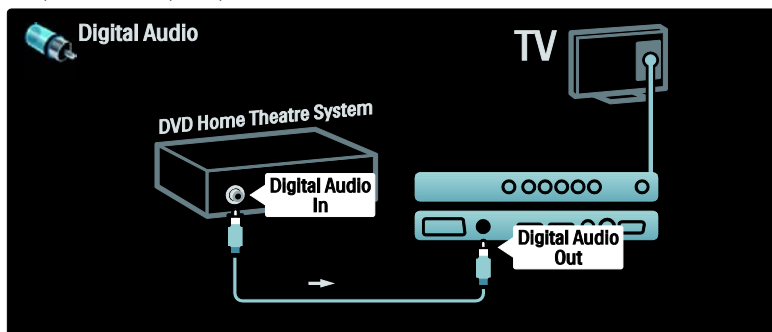 Digital Audio
TV
DVD Home Theatre System
Digital Audio
In
Digital Audio
Out